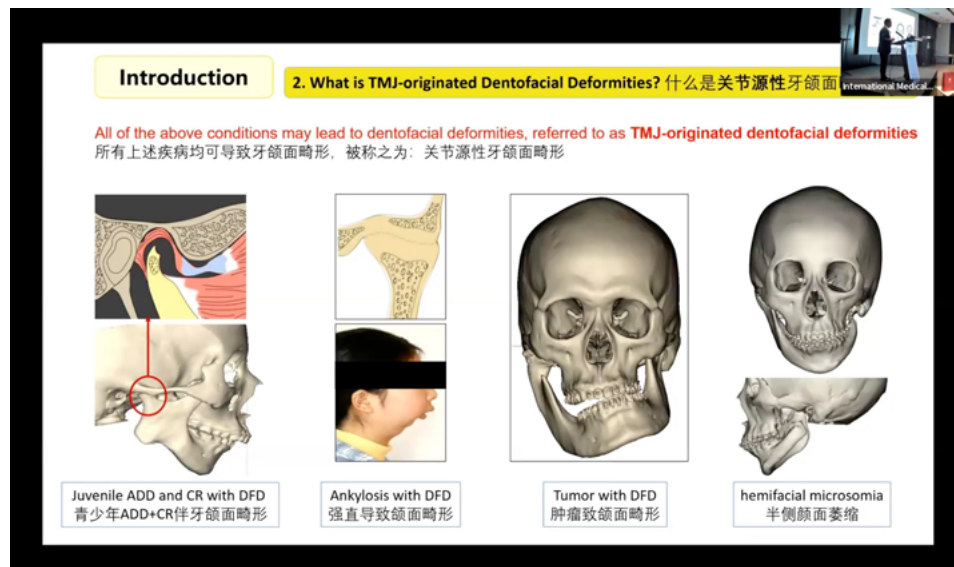 Introduction
2. What is TMJ-originated Dentofacial Deformities? 什么是关节源性牙颌面
International Medical...
All of the above conditions may lead to dentofacial deformities, referred to as TMJ-originated dentofacial deformities
所有上述疾病均可导致牙颌面畸形，被称之为：关节源性牙颌面畸形
Juvenile ADD and CR with DFD
青少年ADD+CR伴牙颌面畸形
Ankylosis with DFD
强直导致颌面畸形
Tumor with DFD
肿瘤致颌面畸形
hemifacial microsomia
半侧颜面萎缩